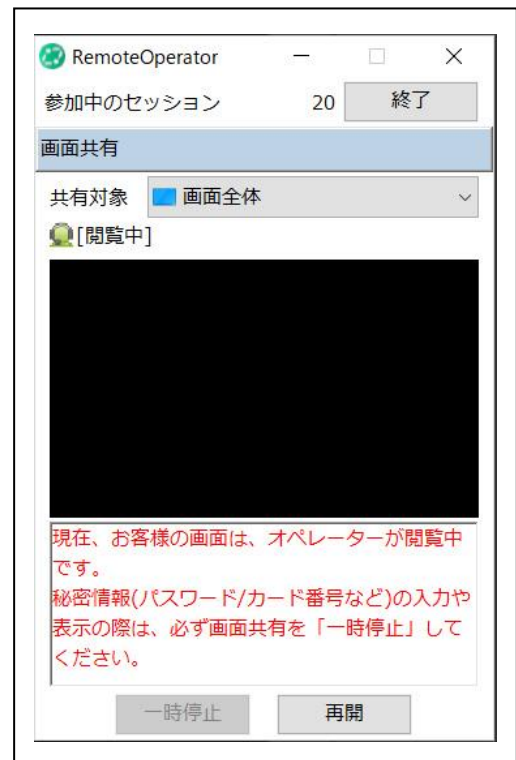 RemoteOperator
参加中のセッション 20 終了
画面共有
共有対象 画面全体
[閲覧中]
現在、お客様の画面は、オペレーターが閲覧中
です。
秘密情報(パスワード/カード番号など)の入力や
表示の際は、必ず画面共有を「一時停止」して
ください。
一時停止 再開